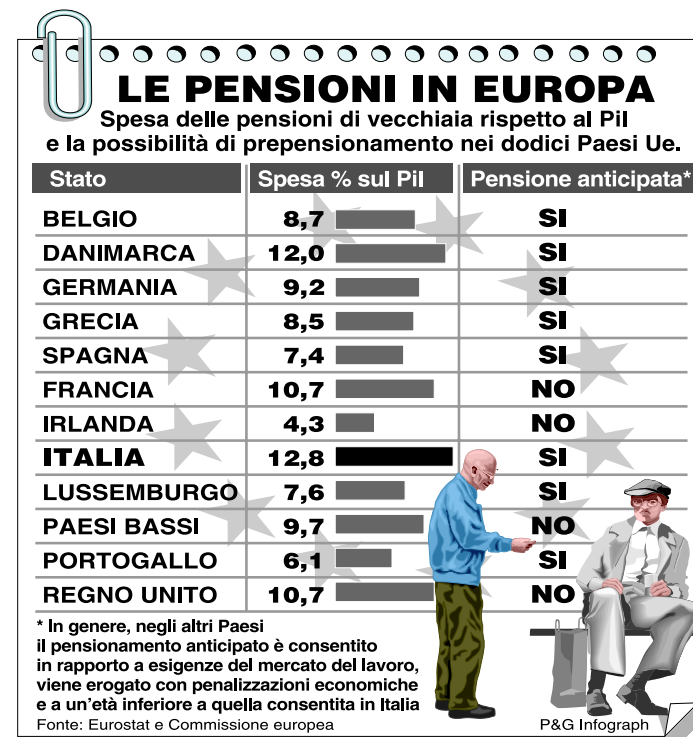 LE PENSIONI IN EUROPA
Spesa delle pensioni di vecchiaia rispetto al Pil
e la possibilità di prepensionamento nei dodici Paesi Ue.
Stato Spesa % sul Pil Pensione anticipata*
BELGIO 8,7 SI
DANIMARCA 12,0 SI
GERMANIA 9,2 SI
GRECIA 8,5 SI
SPAGNA 7,4 SI
FRANCIA 10,7 NO
IRLANDA 4,3 NO
ITALIA 12,8 SI
LUSSEMBURGO 7,6 SI
PAESI BASSI 9,7 NO
PORTOGALLO 6,1 SI
REGNO UNITO 10,7 NO
* In genere, negli altri Paesi
il pensionamento anticipato è consentito
in rapporto a esigenze del mercato del lavoro,
viene erogato con penalizzazioni economiche
e a un'età inferiore a quella consentita in Italia
Fonte: Eurostat e Commissione europea
P&G Infograph